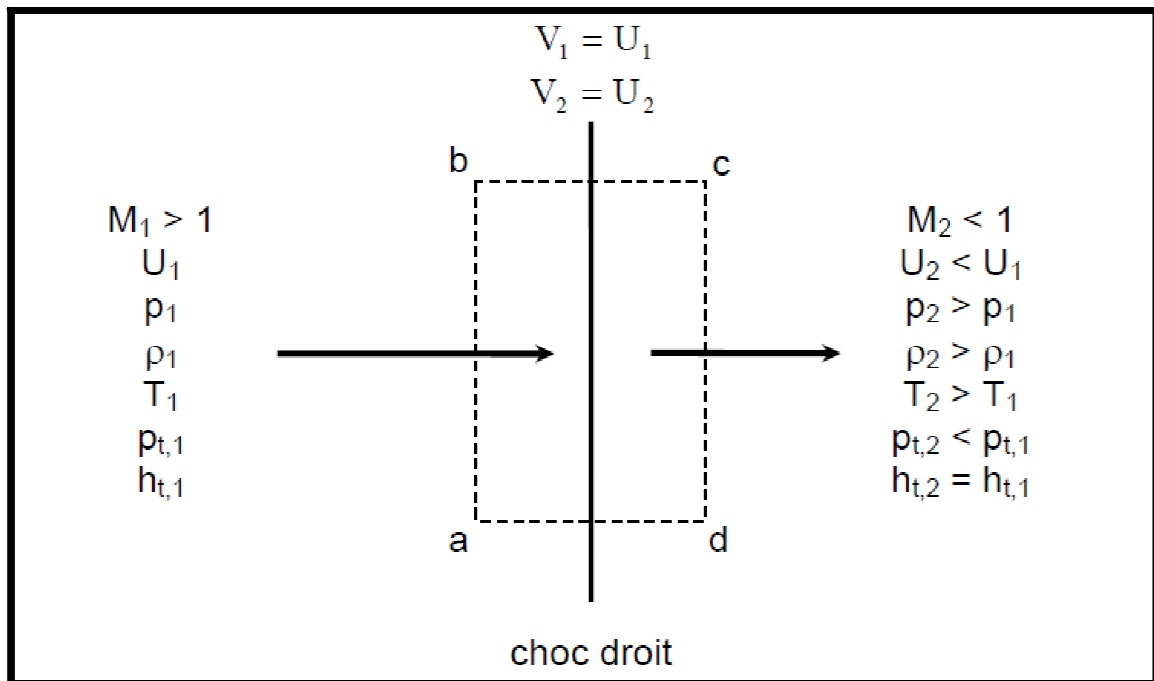 V₁ = U₁
V₂ = U₂
b
c
M₁ > 1
U₁
p₁
ρ₁
T₁
pₜ,₁
hₜ,₁
M₂ < 1
U₂ < U₁
p₂ > p₁
ρ₂ > ρ₁
T₂ > T₁
pₜ,₂ < pₜ,₁
hₜ,₂ = hₜ,₁
a
d
choc droit